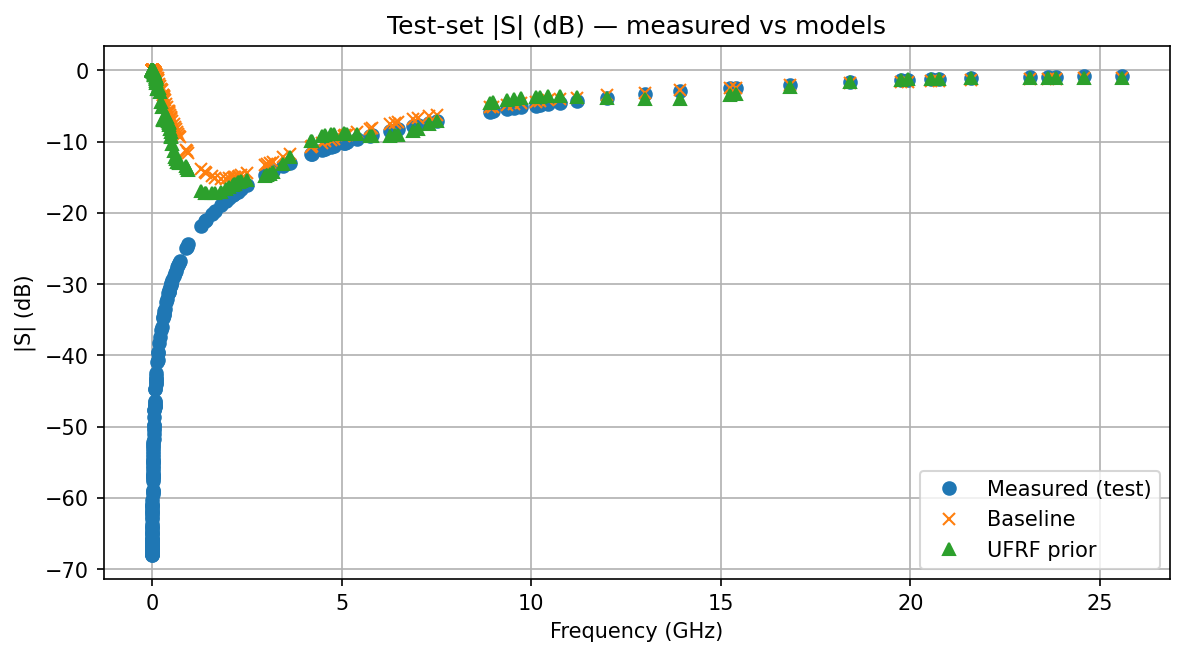 Test-set |S| (dB) — measured vs models
|S| (dB)
0
−10
−20
−30
−40
−50
−60
−70
0
5
10
15
20
25
Frequency (GHz)
Measured (test)
Baseline
UFRF prior